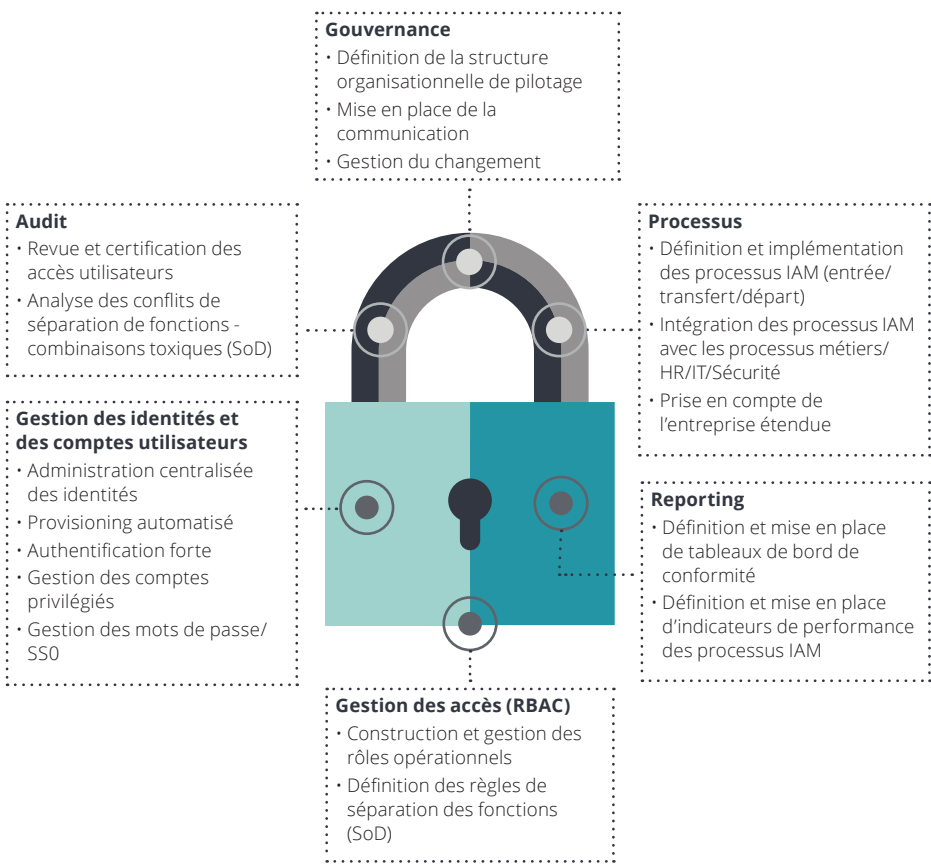 Gouvernance
· Définition de la structure
organisationnelle de pilotage
· Mise en place de la
communication
· Gestion du changement
Audit
· Revue et certification des
accès utilisateurs
· Analyse des conflits de
séparation de fonctions -
combinaisons toxiques (SoD)
Processus
· Définition et implémentation
des processus IAM (entrée/
transfert/départ)
· Intégration des processus IAM
avec les processus métiers/
HR/IT/Sécurité
· Prise en compte de
l’entreprise étendue
Gestion des identités et
des comptes utilisateurs
· Administration centralisée
des identités
· Provisioning automatisé
· Authentification forte
· Gestion des comptes
privilégiés
· Gestion des mots de passe/
SS0
Reporting
· Définition et mise en place
de tableaux de bord de
conformité
· Définition et mise en place
d’indicateurs de performance
des processus IAM
Gestion des accès (RBAC)
· Construction et gestion des
rôles opérationnels
· Définition des règles de
séparation des fonctions
(SoD)